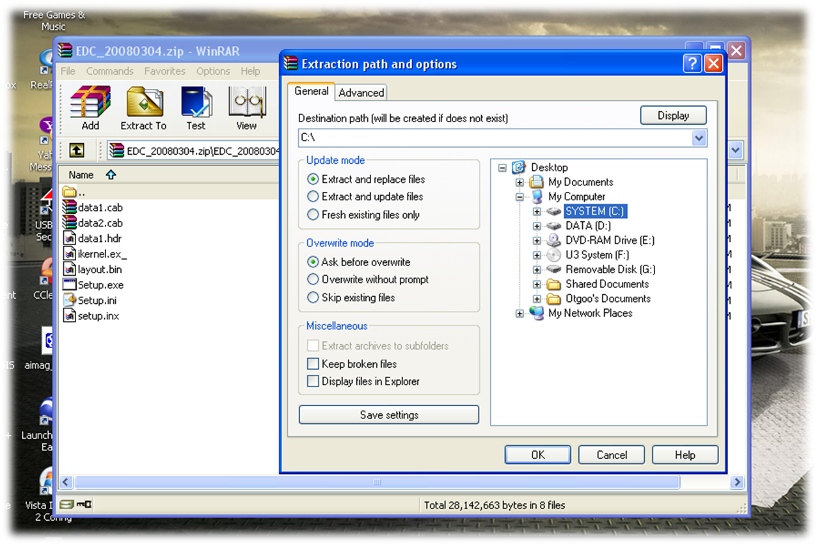 Free Games &
Music
EDC_20080304.zip - WinRAR
File Commands Favorites Options Help
Add
Extract To
Test
View
EDC_20080304.zip\EDC_200803
Name
..
data1.cab
data2.cab
data1.hdr
ikernel.ex_
layout.bin
Setup.exe
Setup.ini
setup.inx
Total 28,142,663 bytes in 8 files
Extraction path and options
General
Advanced
Destination path (will be created if does not exist)
Display
C:\
Update mode
Extract and replace files
Extract and update files
Fresh existing files only
Overwrite mode
Ask before overwrite
Overwrite without prompt
Skip existing files
Miscellaneous
Extract archives to subfolders
Keep broken files
Display files in Explorer
Save settings
Desktop
My Documents
My Computer
SYSTEM (C:)
DATA (D:)
DVD-RAM Drive (E:)
U3 System (F:)
Removable Disk (G:)
Shared Documents
Otgoo's Documents
My Network Places
OK
Cancel
Help